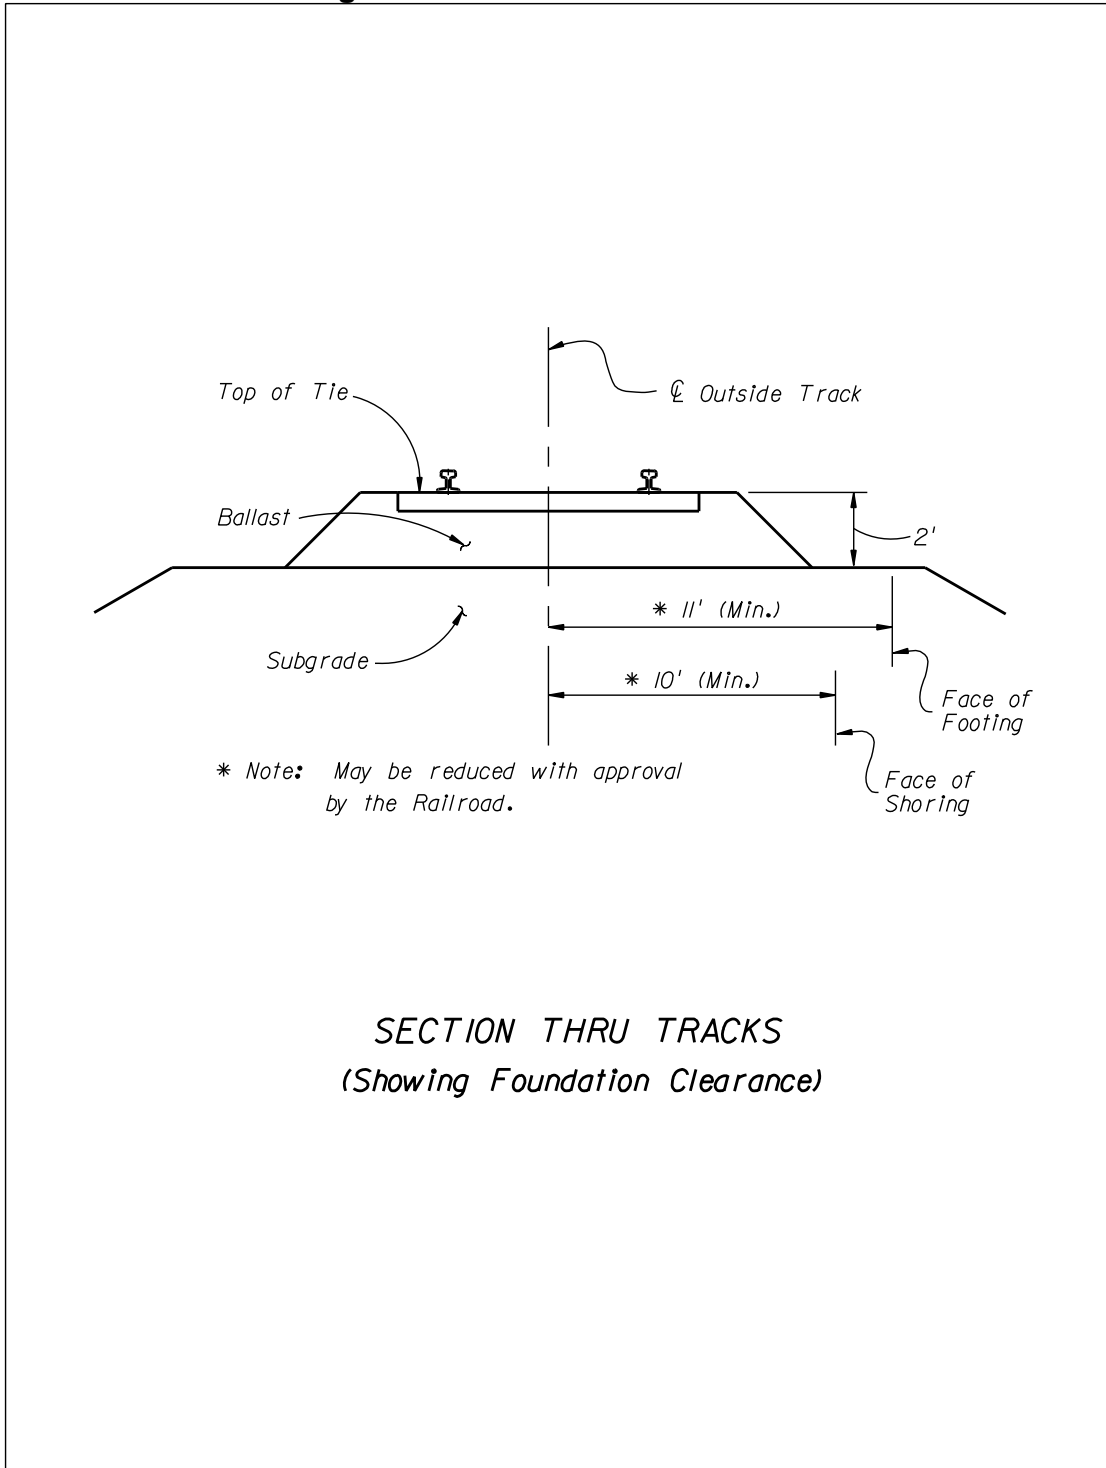 ℄ Outside Track
Top of Tie
Ballast
2'
* 11' (Min.)
Subgrade
* 10' (Min.)
Face of
Footing
* Note: May be reduced with approval
by the Railroad.
Face of
Shoring
SECTION THRU TRACKS
(Showing Foundation Clearance)